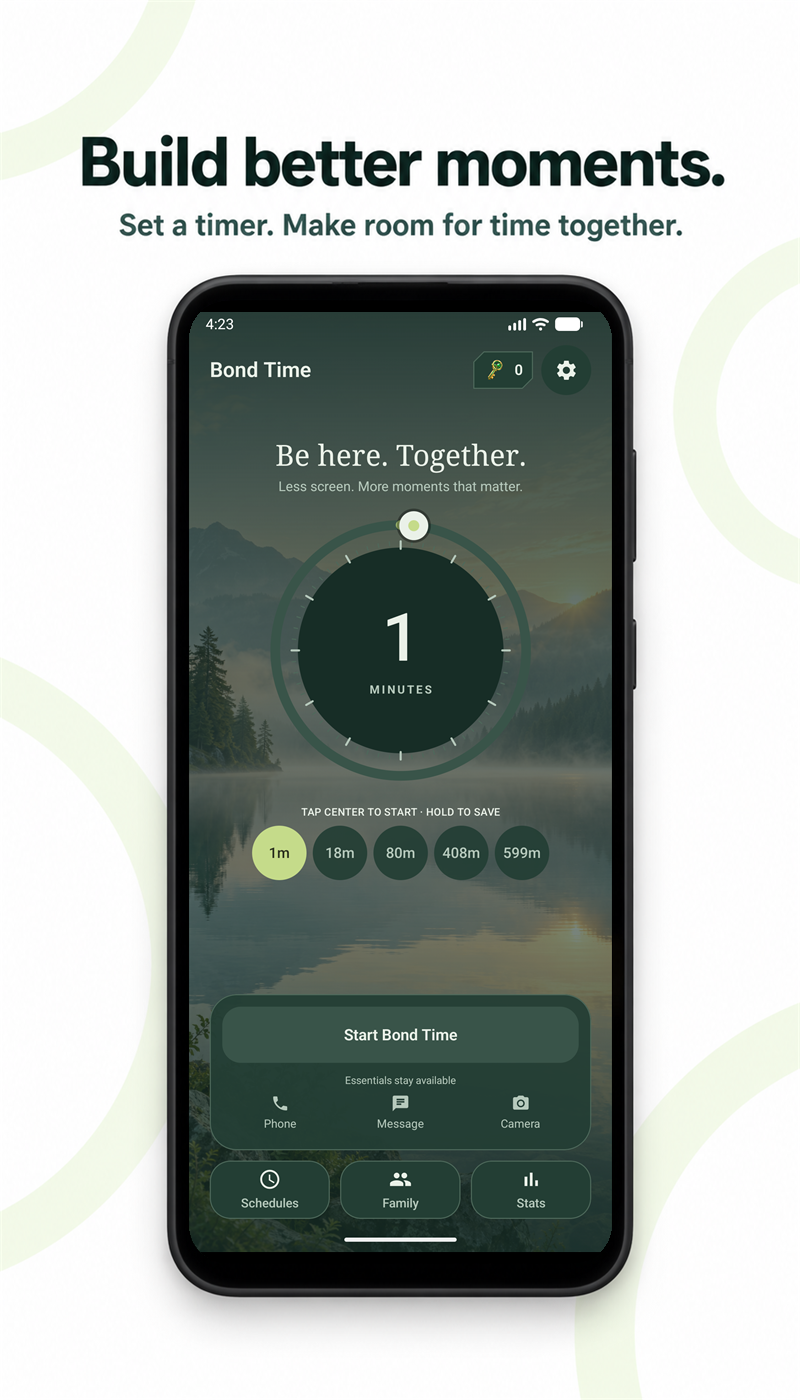 Build better moments.
Set a timer. Make room for time together.
4:23
Bond Time
0
Be here. Together.
Less screen. More moments that matter.
1
MINUTES
TAP CENTER TO START · HOLD TO SAVE
1m 18m 80m 408m 599m
Start Bond Time
Essentials stay available
Phone Message Camera
Schedules Family Stats